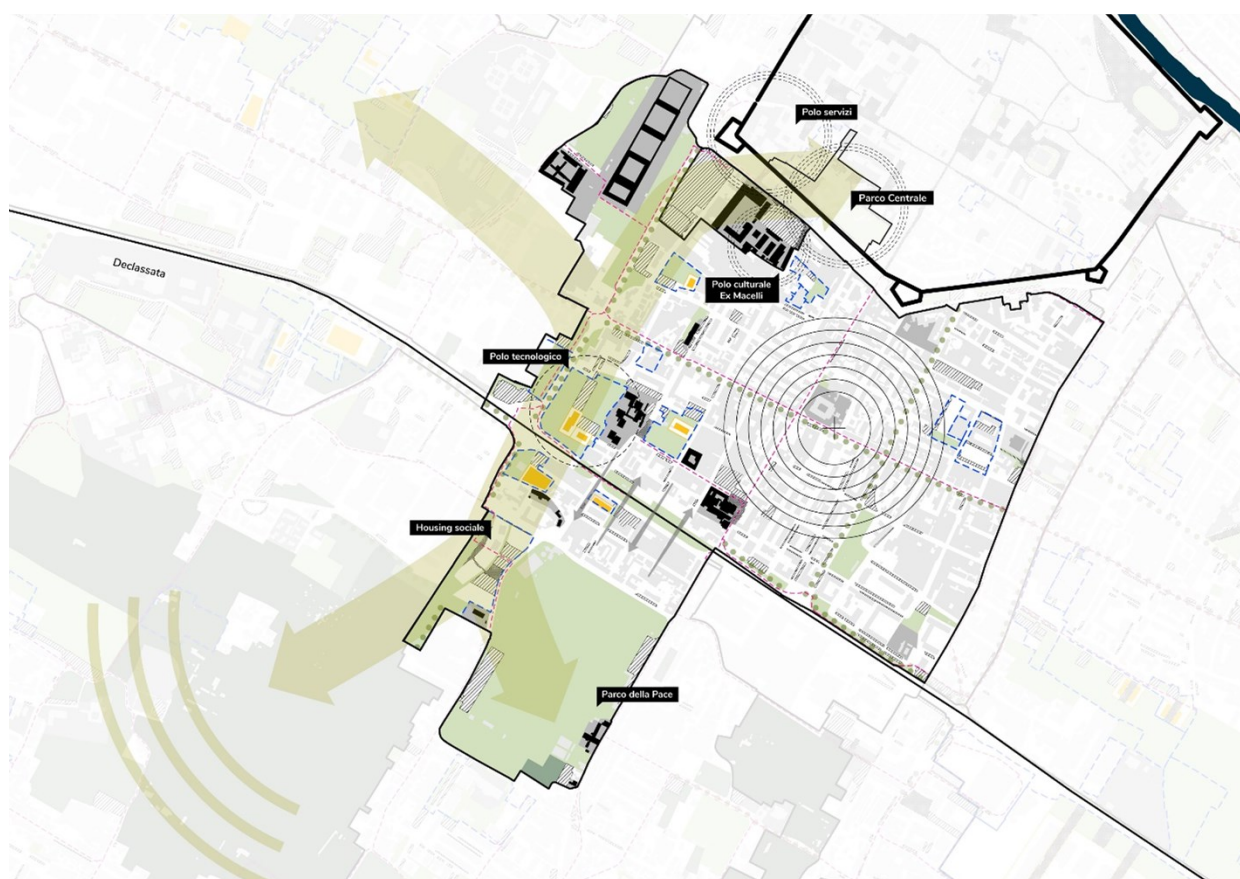 Polo servizi
Parco Centrale
Declassata
Polo culturale
Ex Macelli
Polo tecnologico
Housing sociale
Parco della Pace